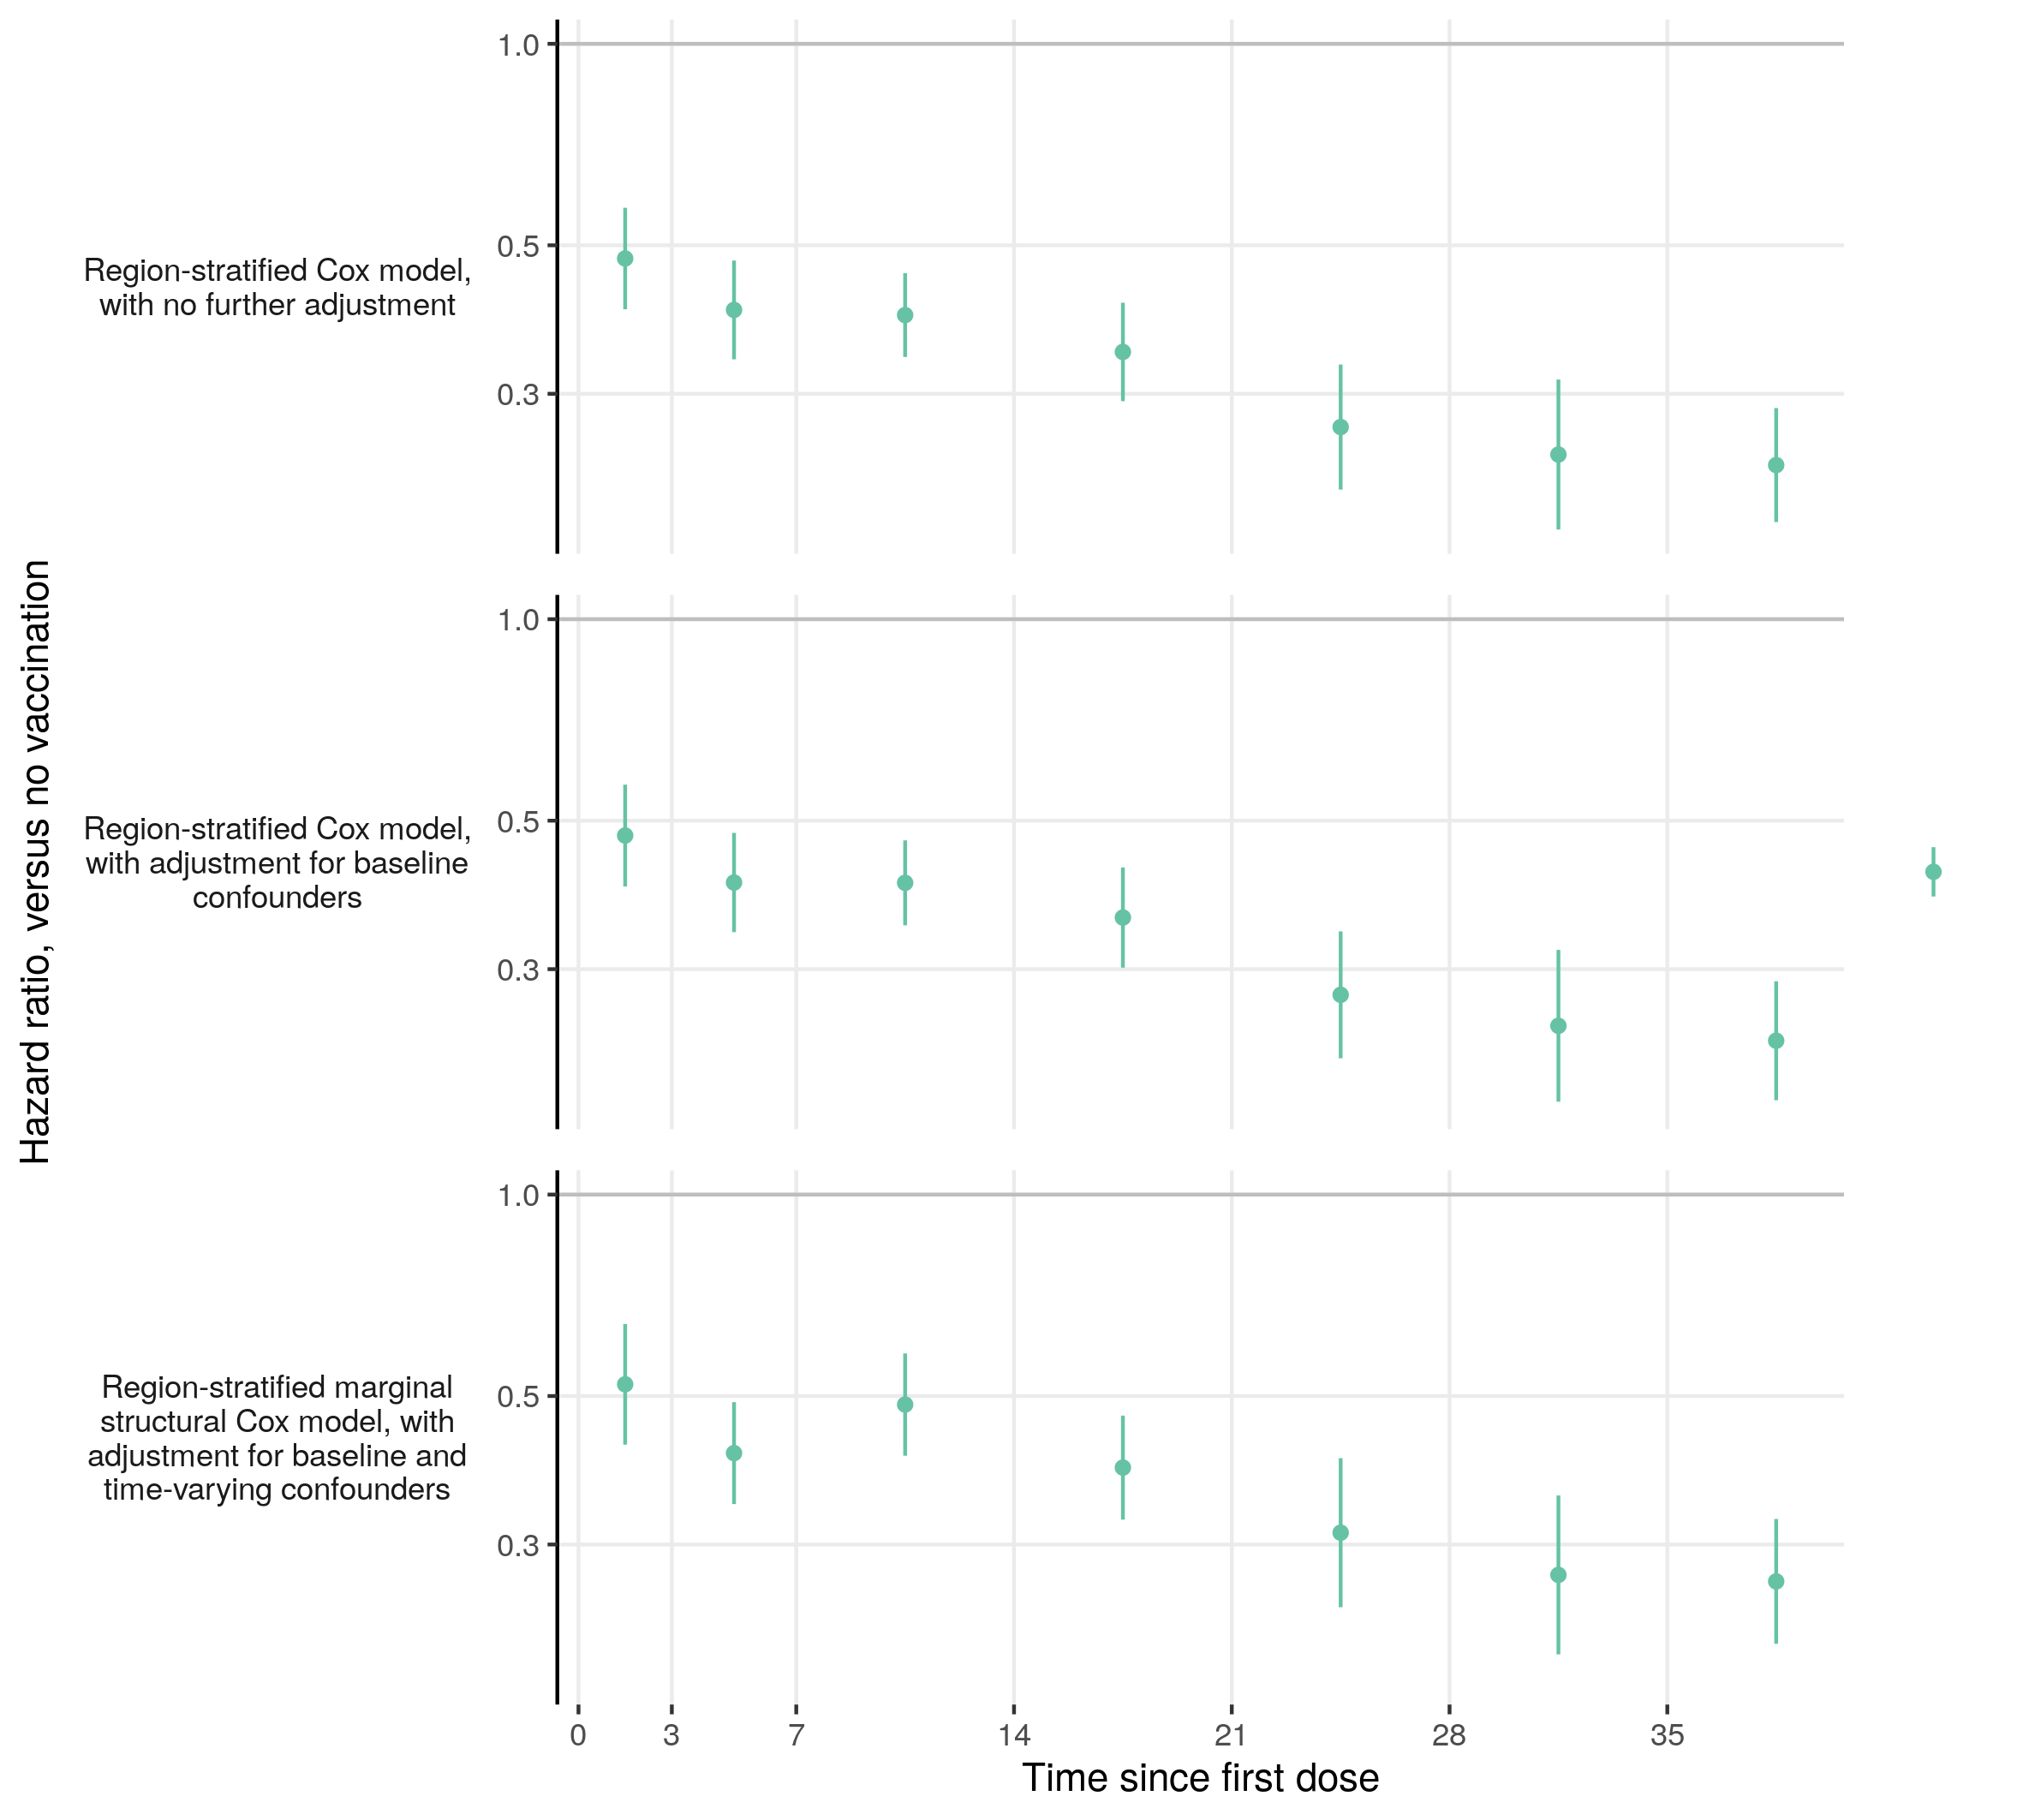 Hazard ratio, versus no vaccination
Region-stratified Cox model,
with no further adjustment
1.0
0.5
0.3
Region-stratified Cox model,
with adjustment for baseline
confounders
1.0
0.5
0.3
Region-stratified marginal
structural Cox model, with
adjustment for baseline and
time-varying confounders
1.0
0.5
0.3
0 3 7 14 21 28 35
Time since first dose